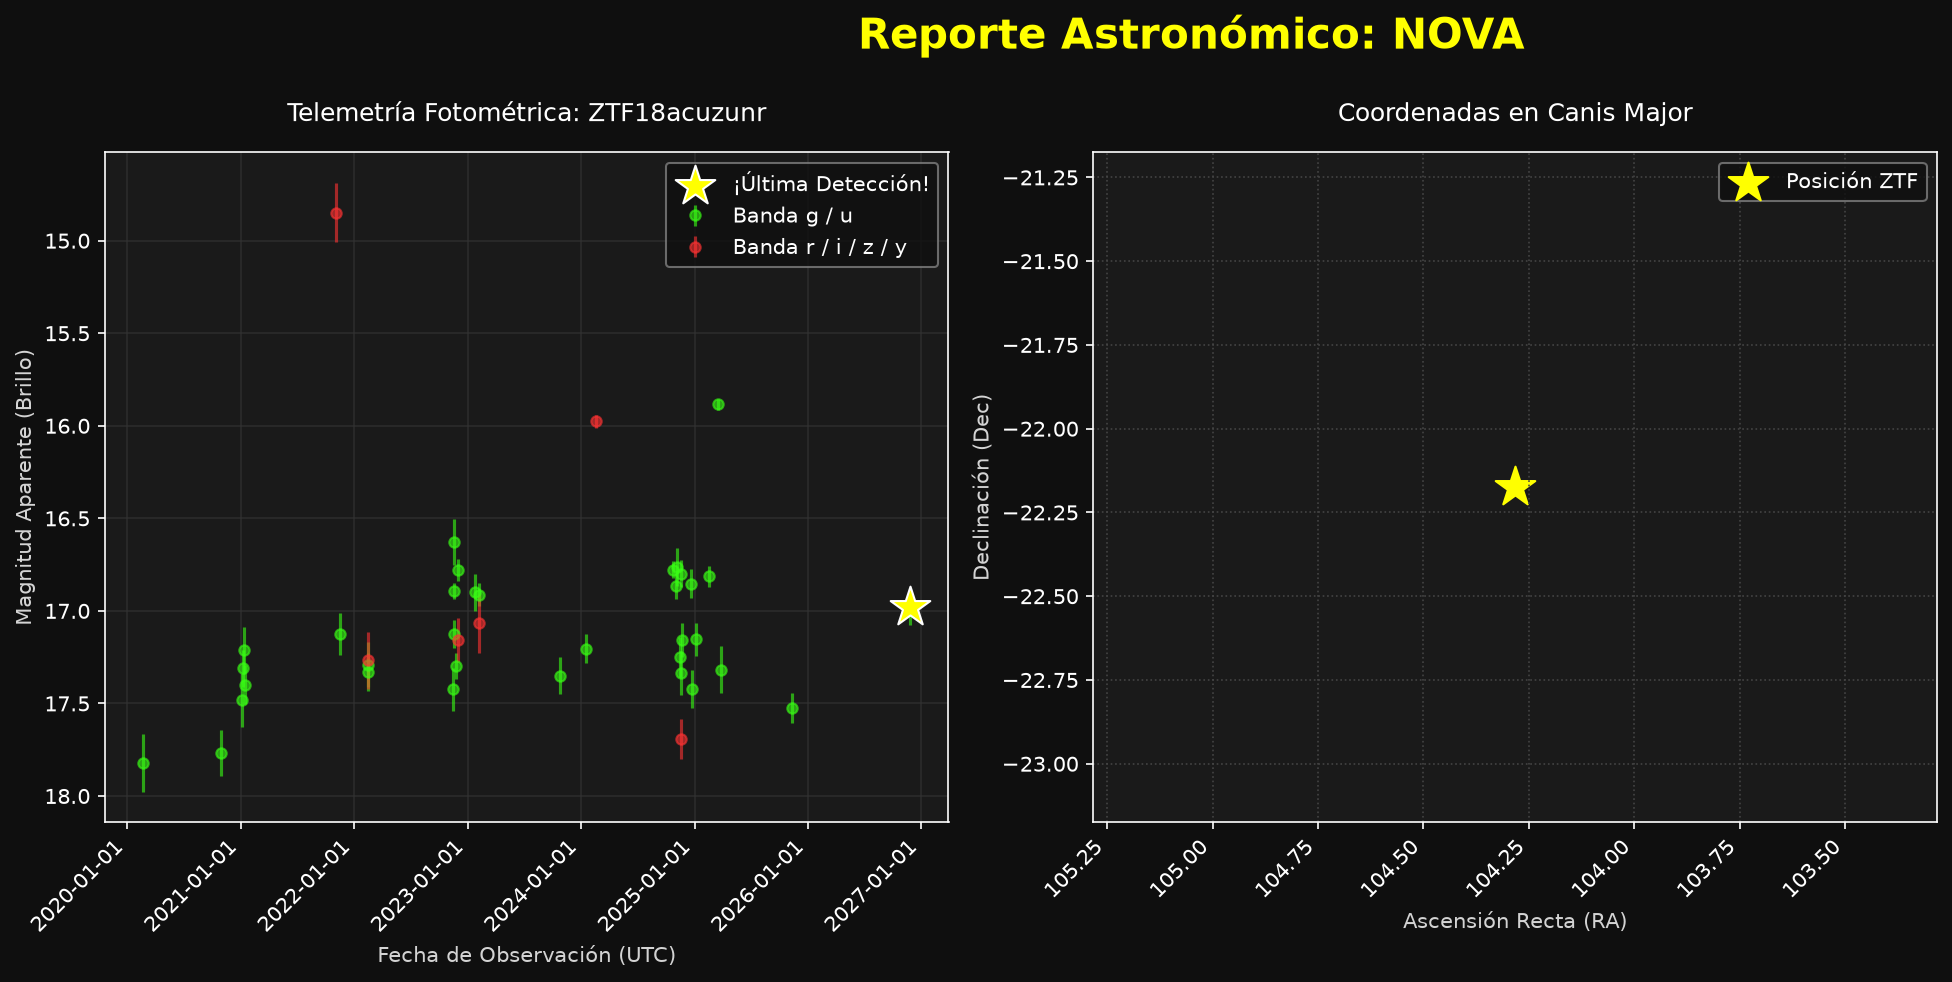 Reporte Astronómico: NOVA
Telemetría Fotométrica: ZTF18acuzunr
¡Última Detección!
Banda g / u
Banda r / i / z / y
Magnitud Aparente (Brillo)
15.0
15.5
16.0
16.5
17.0
17.5
18.0
2020-01-01
2021-01-01
2022-01-01
2023-01-01
2024-01-01
2025-01-01
2026-01-01
2027-01-01
Fecha de Observación (UTC)
Coordenadas en Canis Major
Posición ZTF
Declinación (Dec)
−21.25
−21.50
−21.75
−22.00
−22.25
−22.50
−22.75
−23.00
105.25
105.00
104.75
104.50
104.25
104.00
103.75
103.50
Ascensión Recta (RA)